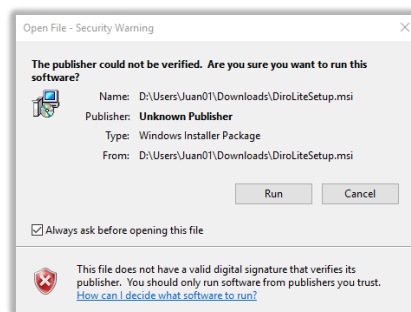 Open File - Security Warning
The publisher could not be verified. Are you sure you want to run this
software?
Name: D:\Users\Juan01\Downloads\DiroLiteSetup.msi
Publisher: Unknown Publisher
Type: Windows Installer Package
From: D:\Users\Juan01\Downloads\DiroLiteSetup.msi
Run Cancel
Always ask before opening this file
This file does not have a valid digital signature that verifies its
publisher. You should only run software from publishers you trust.
How can I decide what software to run?